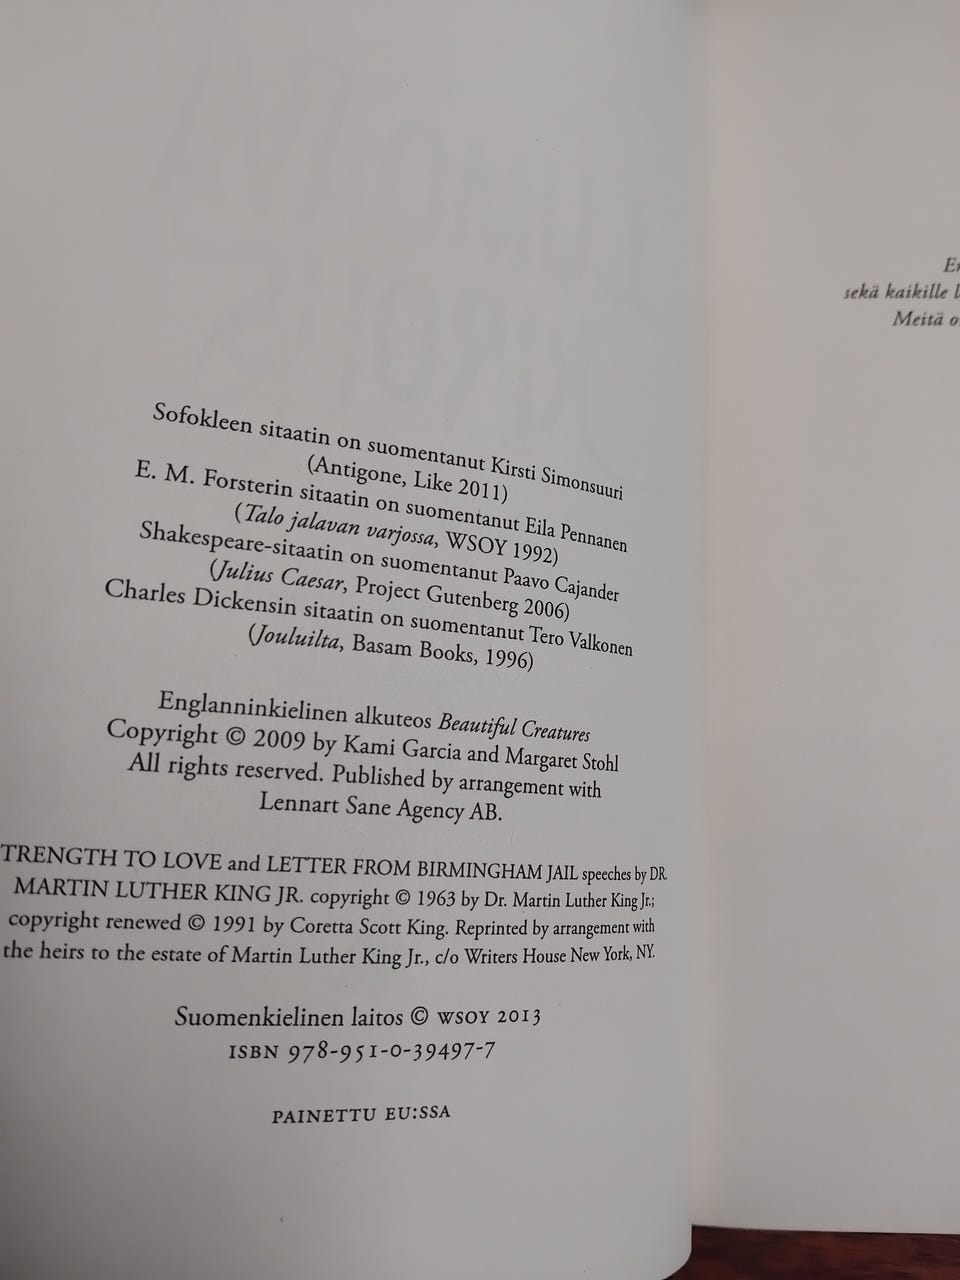 Sofokleen sitaatin on suomentanut Kirsti Simonsuuri
(Antigone, Like 2011)
E. M. Forsterin sitaatin on suomentanut Eila Pennanen
(Talo jalavan varjossa, WSOY 1992)
Shakespeare-sitaatin on suomentanut Paavo Cajander
(Julius Caesar, Project Gutenberg 2006)
Charles Dickensin sitaatin on suomentanut Tero Valkonen
(Jouluilta, Basam Books, 1996)
Englanninkielinen alkuteos Beautiful Creatures
Copyright © 2009 by Kami Garcia and Margaret Stohl
All rights reserved. Published by arrangement with
Lennart Sane Agency AB.
TRENGTH TO LOVE and LETTER FROM BIRMINGHAM JAIL speeches by DR.
MARTIN LUTHER KING JR. copyright © 1963 by Dr. Martin Luther King Jr.;
copyright renewed © 1991 by Coretta Scott King. Reprinted by arrangement with
the heirs to the estate of Martin Luther King Jr., c/o Writers House New York, NY.
Suomenkielinen laitos © WSOY 2013
ISBN 978-951-0-39497-7
PAINETTU EU:SSA
sekä kaikille
Meitä